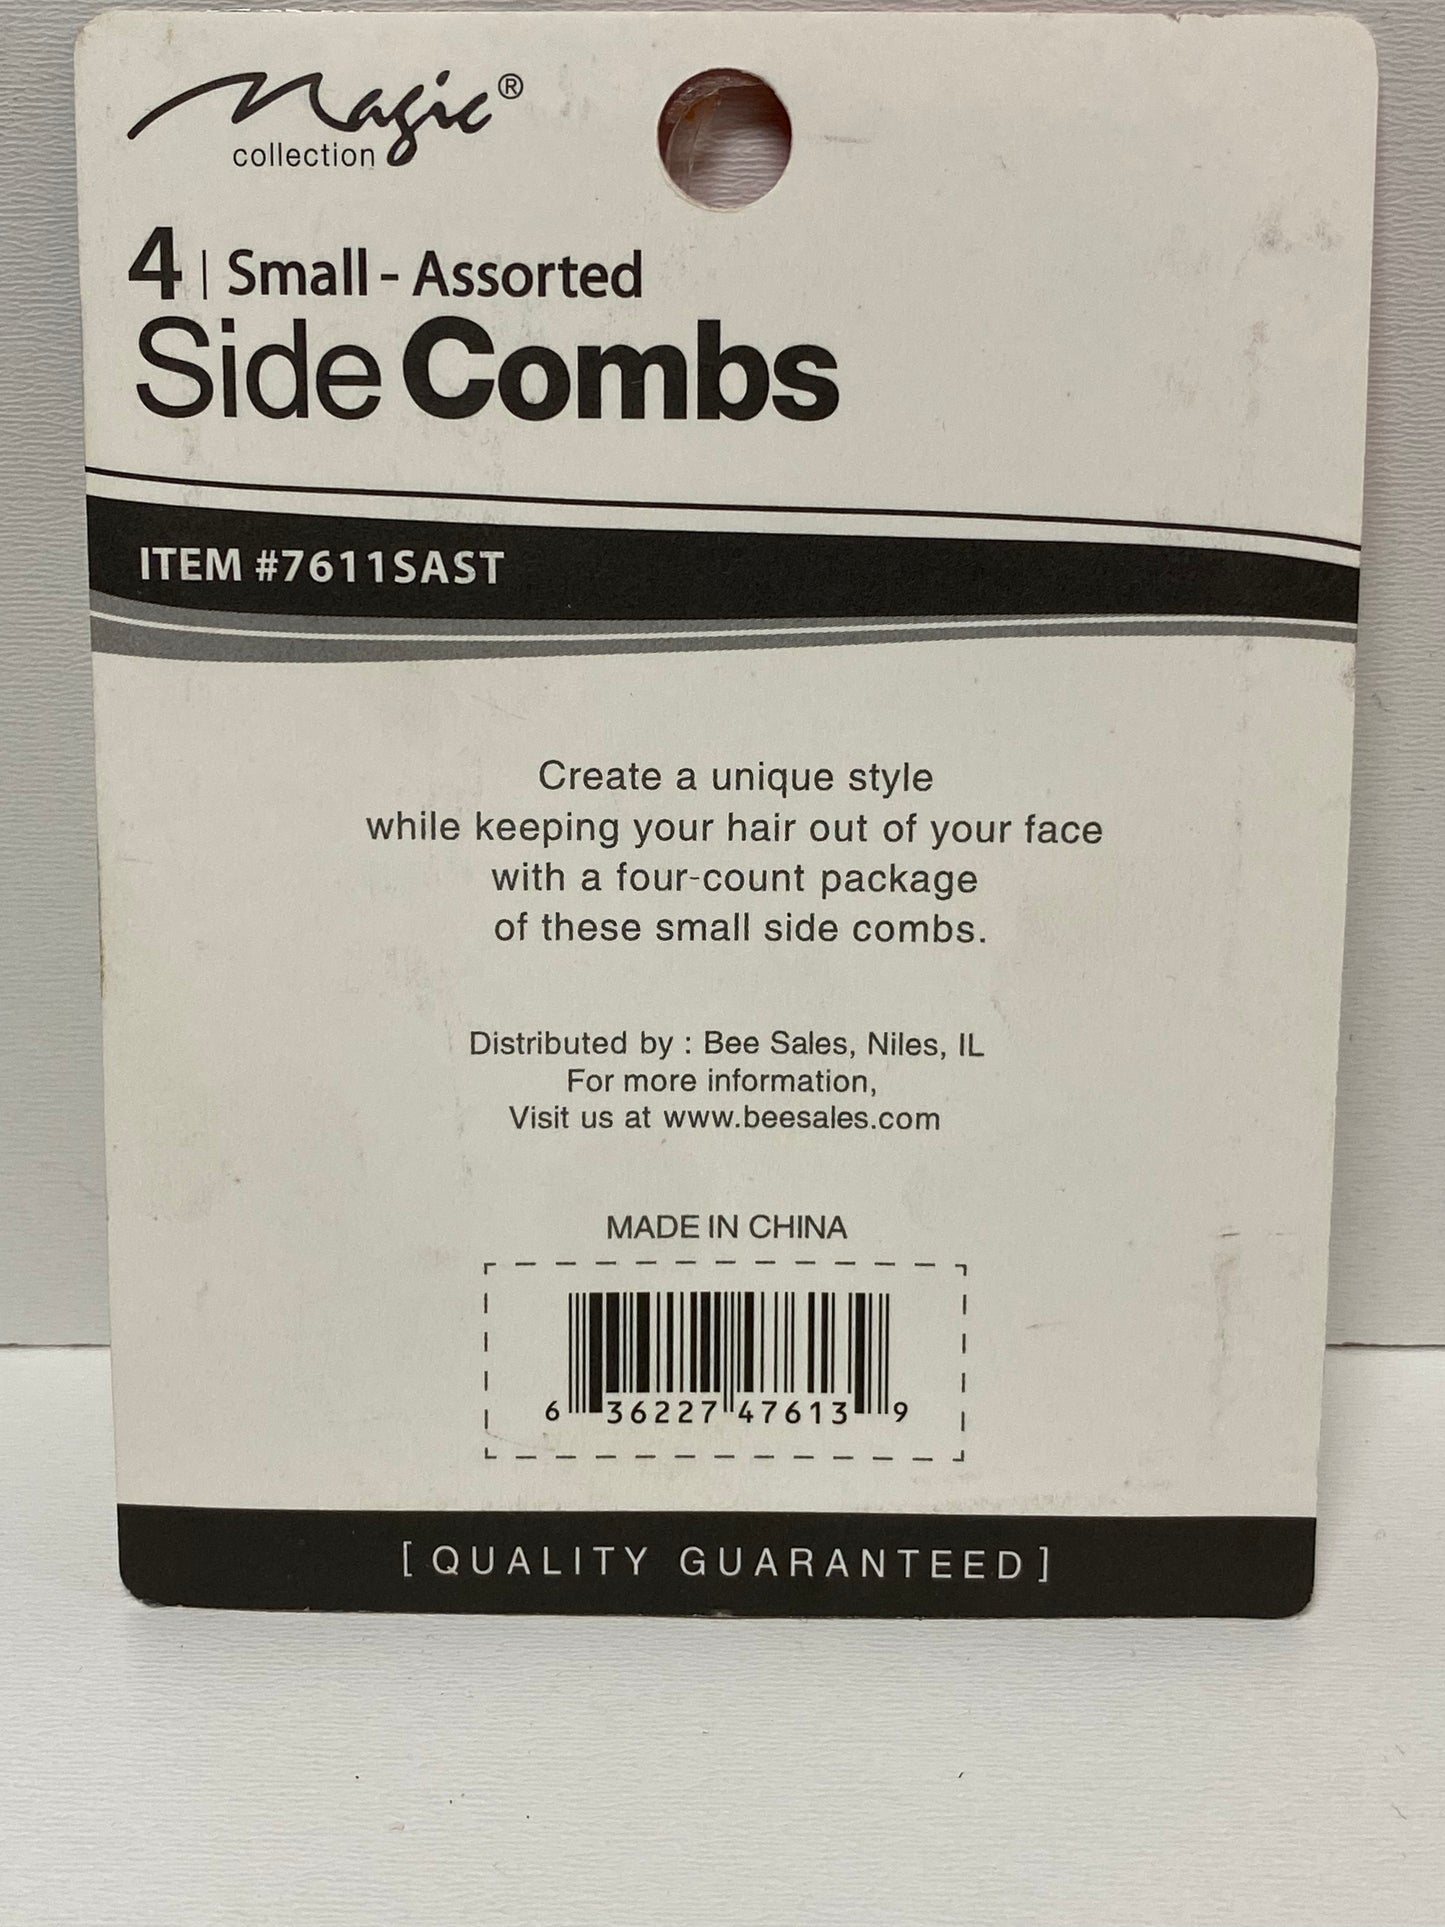 Magic®
collection
4 | Small - Assorted
Side Combs
ITEM #7611SAST
Create a unique style
while keeping your hair out of your face
with a four-count package
of these small side combs.
Distributed by : Bee Sales, Niles, IL
For more information,
Visit us at www.beesales.com
MADE IN CHINA
6 36227 47613 9
[ QUALITY GUARANTEED ]